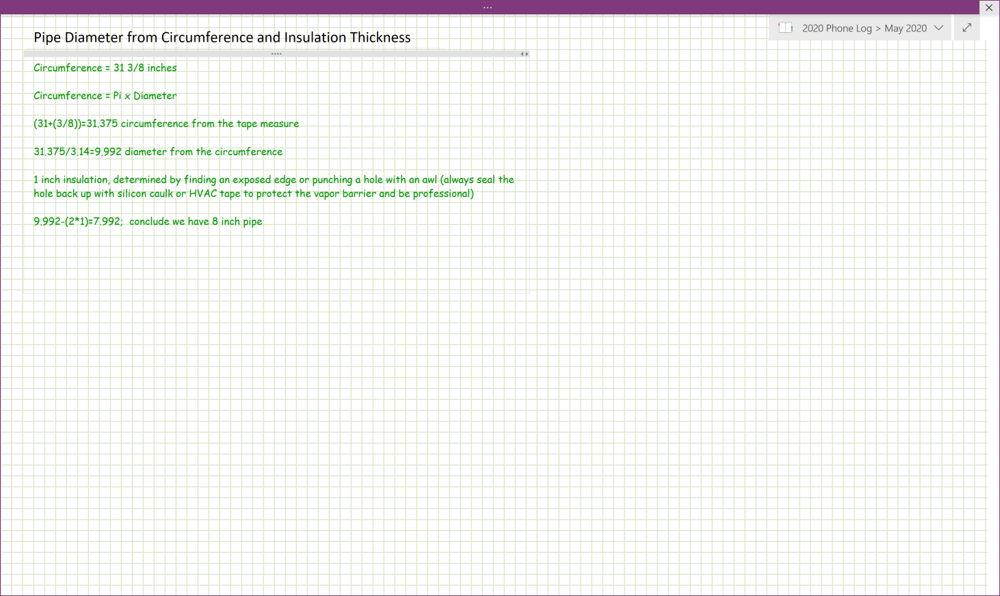 2020 Phone Log > May 2020
Pipe Diameter from Circumference and Insulation Thickness
Circumference = 31 3/8 inches
Circumference = Pi x Diameter
(31+(3/8))=31.375 circumference from the tape measure
31.375/3.14=9.992 diameter from the circumference
1 inch insulation, determined by finding an exposed edge or punching a hole with an awl (always seal the
hole back up with silicon caulk or HVAC tape to protect the vapor barrier and be professional)
9.992-(2*1)=7.992;  conclude we have 8 inch pipe